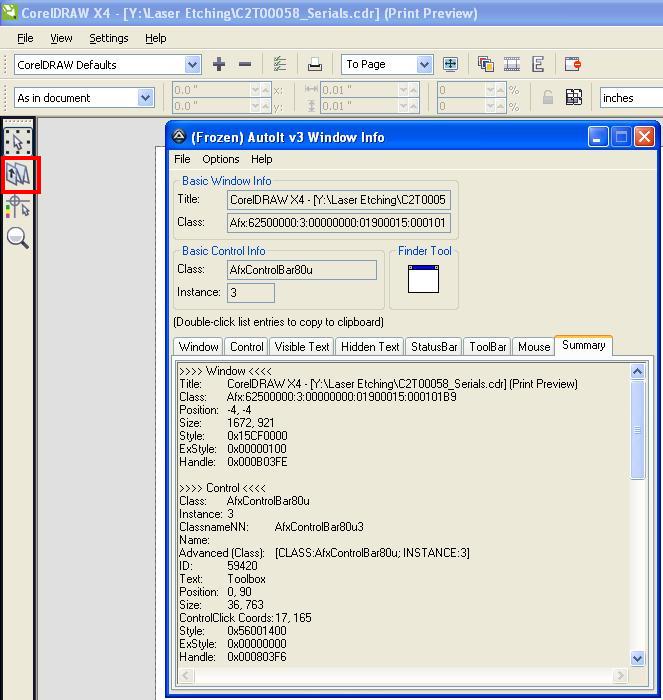 CorelDRAW X4 - [Y:\Laser Etching\C2T00058_Serials.cdr] (Print Preview)
File View Settings Help
CorelDRAW Defaults To Page
As in document 0.0 " x: 0.01 " 0 % inches
0.0 " y: 0.01 " 0 %
(Frozen) AutoIt v3 Window Info
File Options Help
Basic Window Info
Title: CorelDRAW X4 - [Y:\Laser Etching\C2T0005
Class: Afx:62500000:3:00000000:01900015:000101
Basic Control Info Finder Tool
Class: AfxControlBar80u
Instance: 3
(Double-click list entries to copy to clipboard)
Window Control Visible Text Hidden Text StatusBar ToolBar Mouse Summary
>>>> Window <<<<
Title: CorelDRAW X4 - [Y:\Laser Etching\C2T00058_Serials.cdr] (Print Preview)
Class: Afx:62500000:3:00000000:01900015:000101B9
Position: -4, -4
Size: 1672, 921
Style: 0x15CF0000
ExStyle: 0x00000100
Handle: 0x000B03FE
>>>> Control <<<<
Class: AfxControlBar80u
Instance: 3
ClassnameNN: AfxControlBar80u3
Name:
Advanced (Class): [CLASS:AfxControlBar80u; INSTANCE:3]
ID: 59420
Text: Toolbox
Position: 0, 90
Size: 36, 763
ControlClick Coords: 17, 165
Style: 0x56001400
ExStyle: 0x00000000
Handle: 0x000803F6